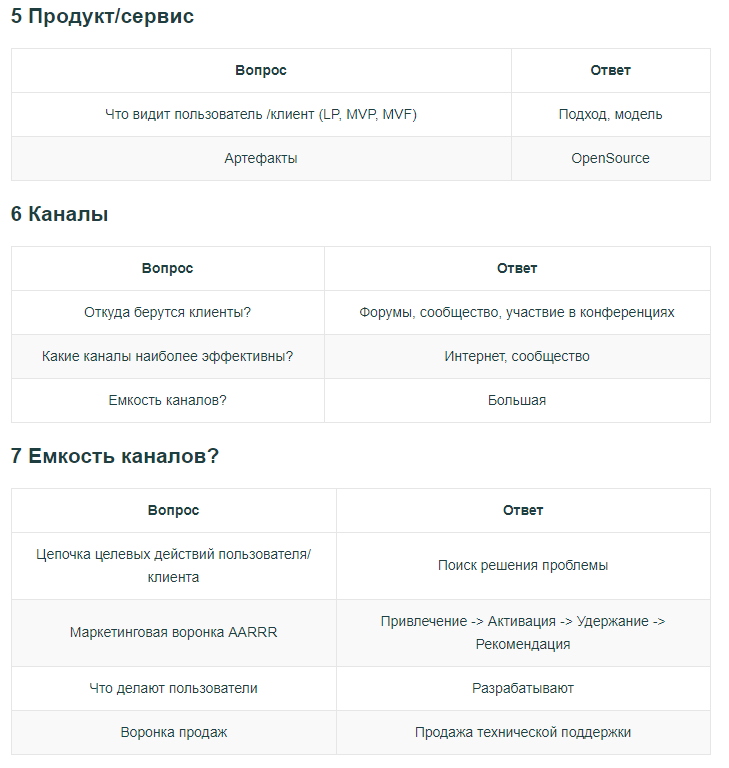 5 Продукт/сервис
Вопрос Ответ
Что видит пользователь /клиент (LP, MVP, MVF) Подход, модель
Артефакты OpenSource
6 Каналы
Вопрос Ответ
Откуда берутся клиенты? Форумы, сообщество, участие в конференциях
Какие каналы наиболее эффективны? Интернет, сообщество
Емкость каналов? Большая
7 Емкость каналов?
Вопрос Ответ
Цепочка целевых действий пользователя/
клиента
Поиск решения проблемы
Маркетинговая воронка AARRR
Привлечение -> Активация -> Удержание ->
Рекомендация
Что делают пользователи Разрабатывают
Воронка продаж Продажа технической поддержки